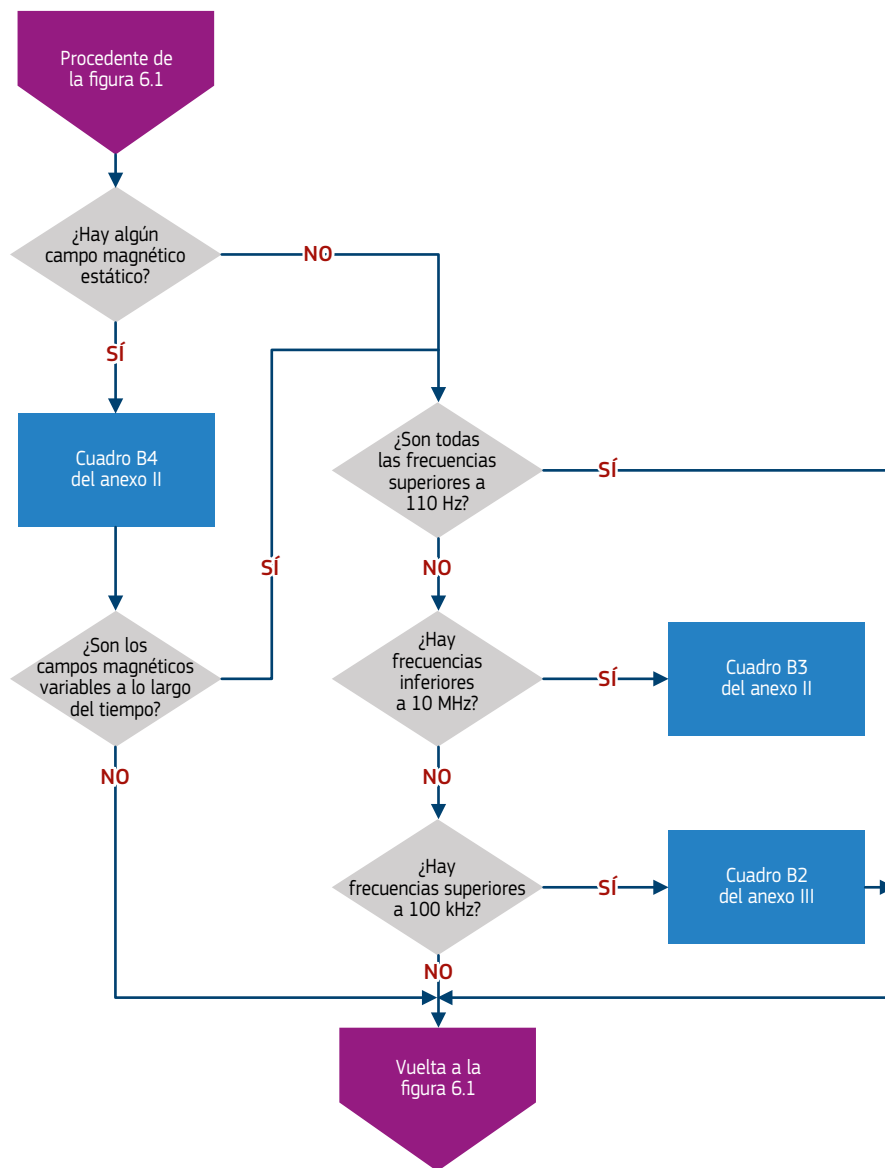 Procedente de
la figura 6.1
¿Hay algún
campo magnético
estático?
NO
SÍ
Cuadro B4
del anexo II
¿Son todas
las frecuencias
superiores a
110 Hz?
SÍ
SÍ
NO
¿Son los
campos magnéticos
variables a lo largo
del tiempo?
¿Hay
frecuencias
inferiores
a 10 MHz?
SÍ
Cuadro B3
del anexo II
NO
NO
¿Hay
frecuencias superiores
a 100 kHz?
SÍ
Cuadro B2
del anexo III
NO
Vuelta a la
figura 6.1